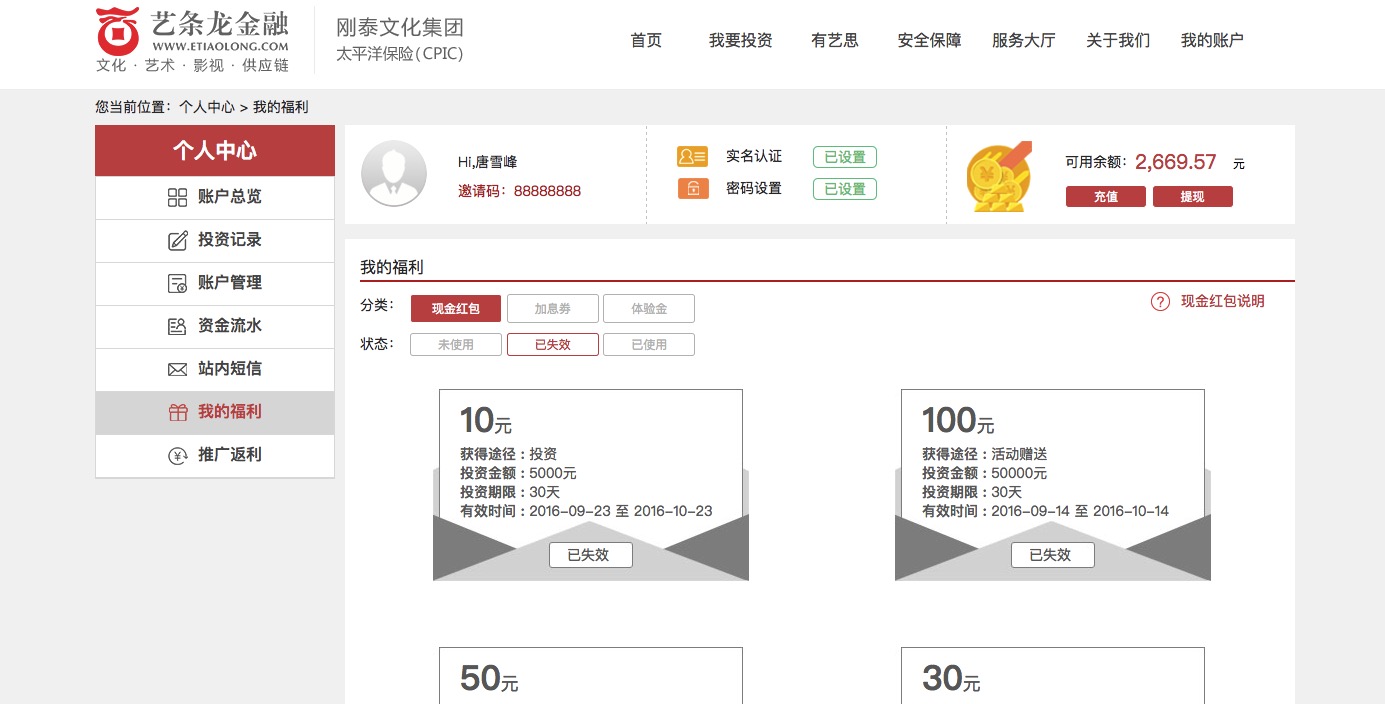 艺条龙金融
WWW.ETIAOLONG.COM
文化 · 艺术 · 影视 · 供应链
刚泰文化集团
太平洋保险(CPIC)
首页 我要投资 有艺思 安全保障 服务大厅 关于我们 我的账户
您当前位置：个人中心 > 我的福利
个人中心
账户总览
投资记录
账户管理
资金流水
站内短信
我的福利
推广返利
Hi,唐雪峰
邀请码：88888888
实名认证 已设置
密码设置 已设置
可用余额：2,669.57 元
充值 提现
我的福利
分类： 现金红包 加息券 体验金
? 现金红包说明
状态： 未使用 已失效 已使用
10元
获得途径：投资
投资金额：5000元
投资期限：30天
有效时间：2016-09-23 至 2016-10-23
已失效
100元
获得途径：活动赠送
投资金额：50000元
投资期限：30天
有效时间：2016-09-14 至 2016-10-14
已失效
50元
30元